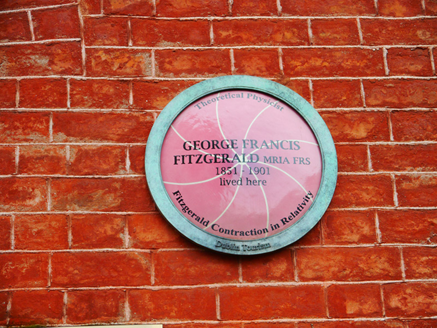 Theoretical Physicist
GEORGE FRANCIS
FITZGERALD MRIA FRS
1851 - 1901
lived here
Fitzgerald Contraction in Relativity
Dublin Tourism